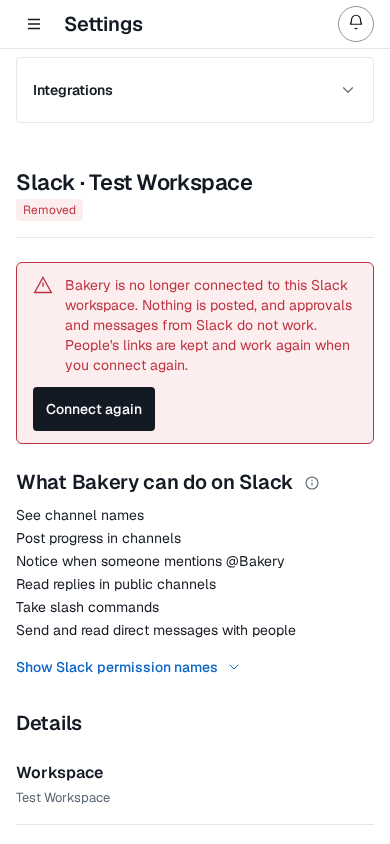 Settings
Integrations
Slack · Test Workspace
Removed
Bakery is no longer connected to this Slack
workspace. Nothing is posted, and approvals
and messages from Slack do not work.
People's links are kept and work again when
you connect again.
Connect again
What Bakery can do on Slack
See channel names
Post progress in channels
Notice when someone mentions @Bakery
Read replies in public channels
Take slash commands
Send and read direct messages with people
Show Slack permission names
Details
Workspace
Test Workspace